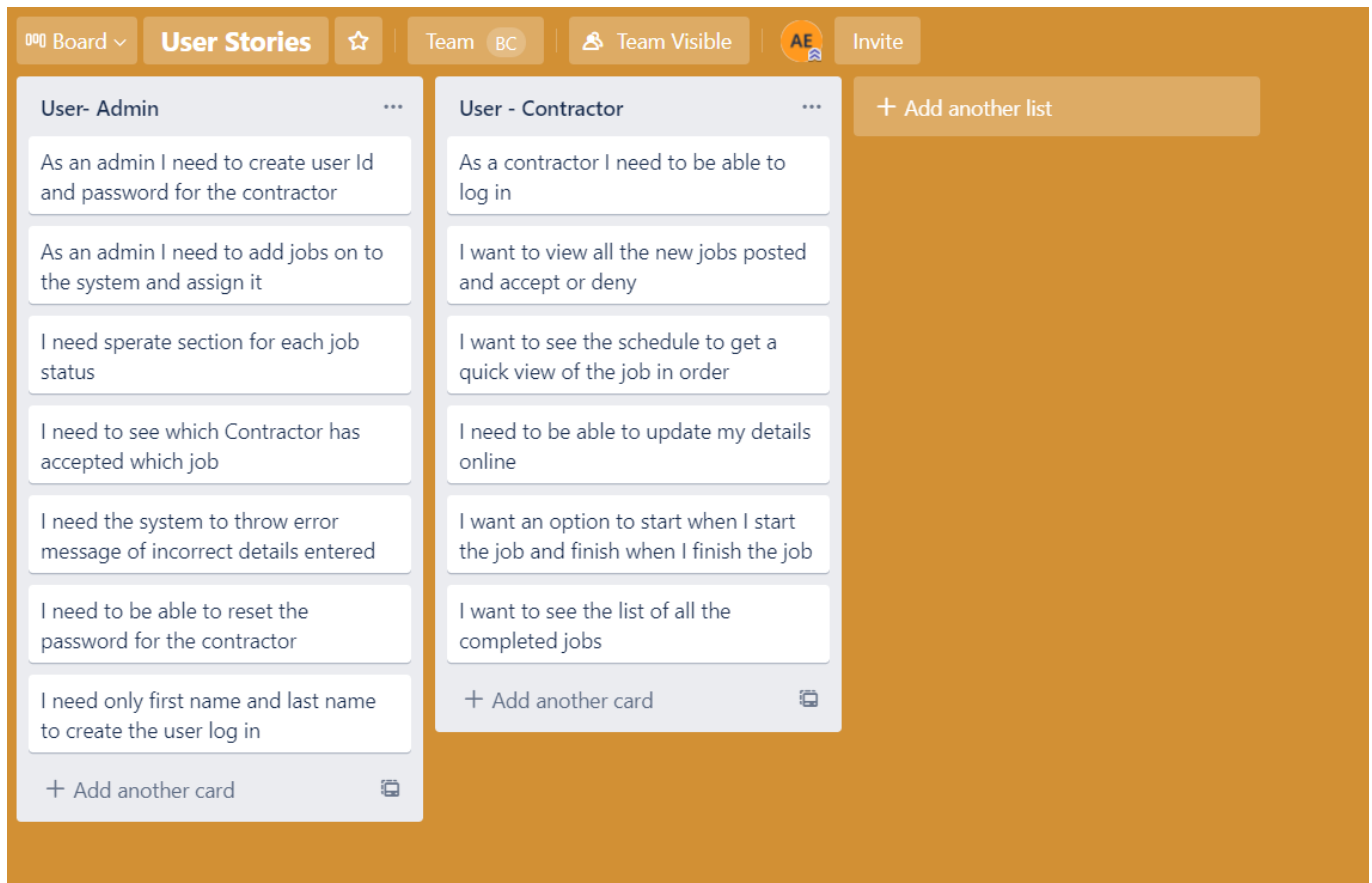 Board
User Stories
Team BC
Team Visible
AE
Invite
User- Admin
As an admin I need to create user Id
and password for the contractor
As an admin I need to add jobs on to
the system and assign it
I need sperate section for each job
status
I need to see which Contractor has
accepted which job
I need the system to throw error
message of incorrect details entered
I need to be able to reset the
password for the contractor
I need only first name and last name
to create the user log in
+ Add another card
User - Contractor
As a contractor I need to be able to
log in
I want to view all the new jobs posted
and accept or deny
I want to see the schedule to get a
quick view of the job in order
I need to be able to update my details
online
I want an option to start when I start
the job and finish when I finish the job
I want to see the list of all the
completed jobs
+ Add another card
+ Add another list